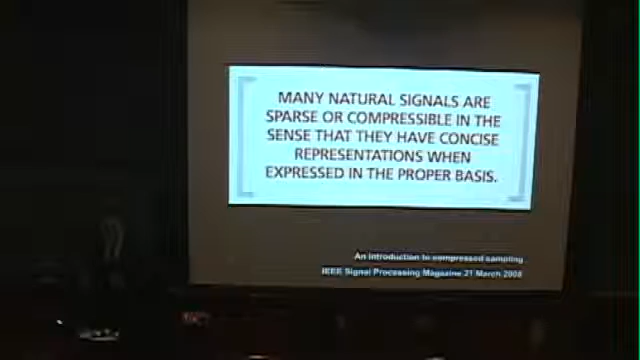 MANY NATURAL SIGNALS ARE
SPARSE OR COMPRESSIBLE IN THE
SENSE THAT THEY HAVE CONCISE
REPRESENTATIONS WHEN
EXPRESSED IN THE PROPER BASIS.
An introduction to compressed sampling
IEEE Signal Processing Magazine 21 March 2008